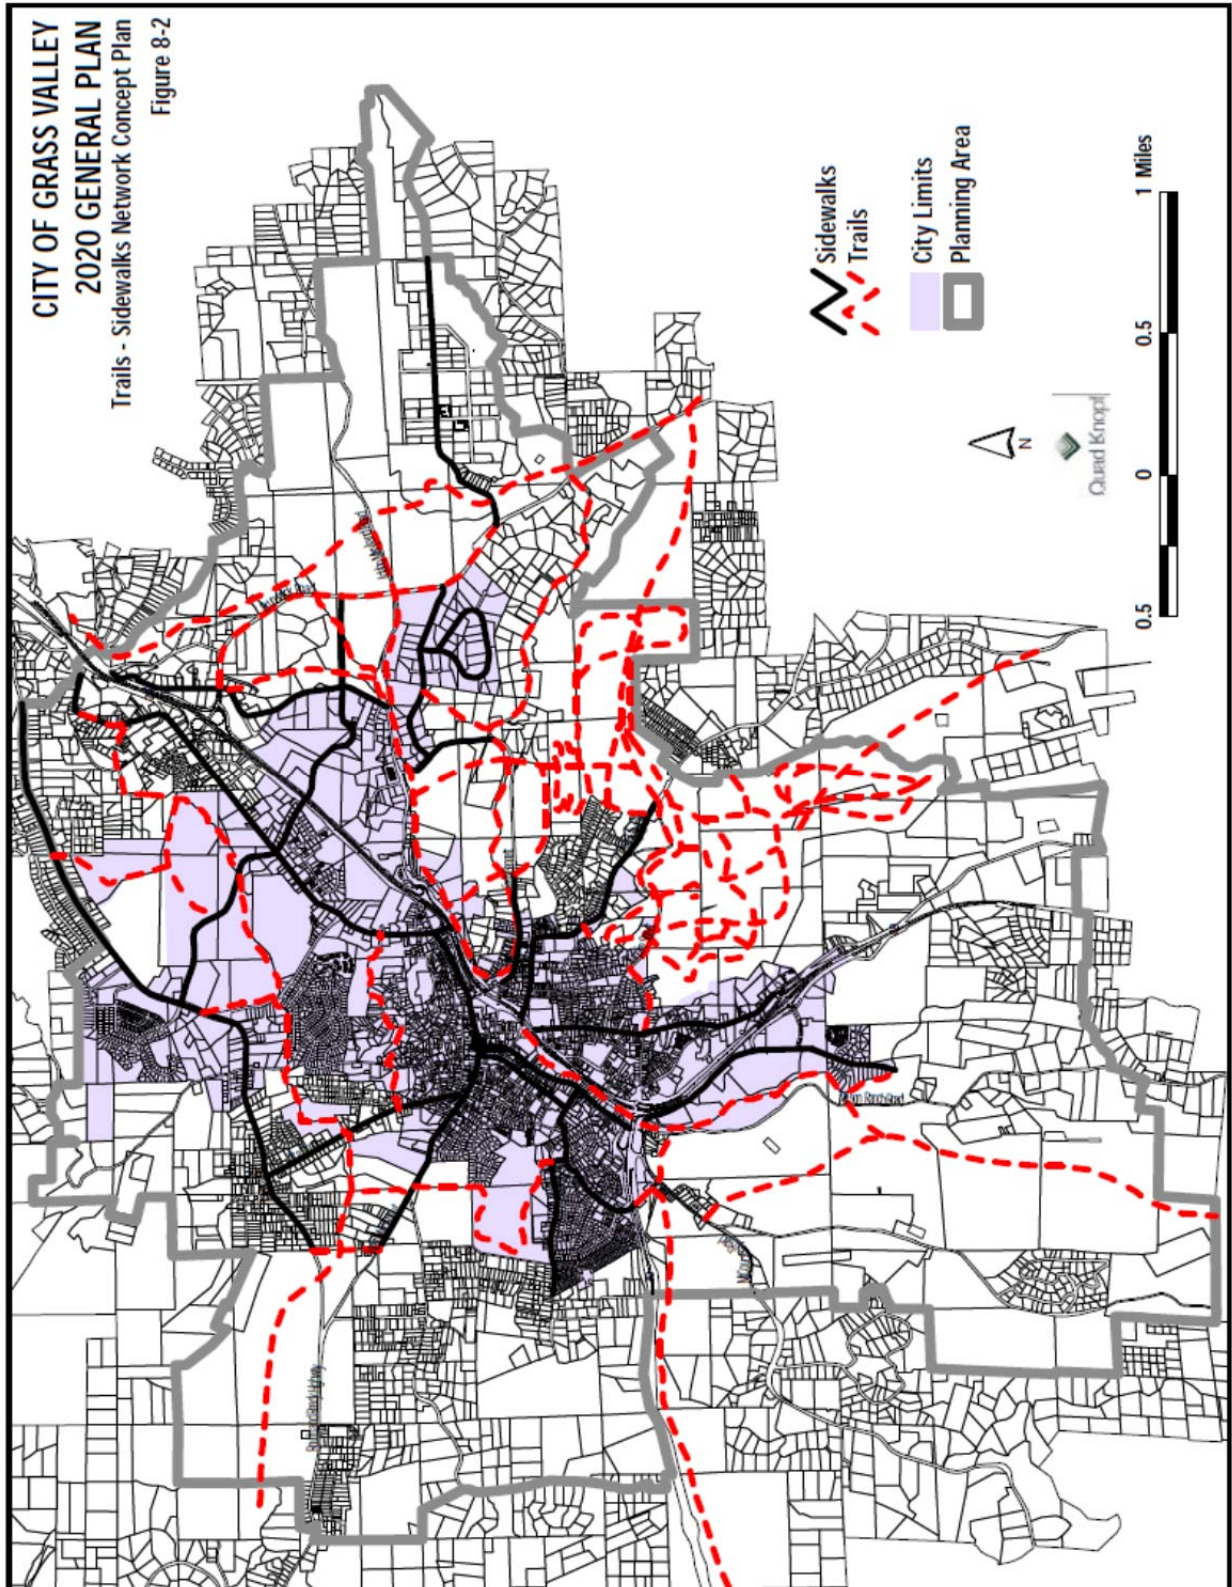 CITY OF GRASS VALLEY
2020 GENERAL PLAN
Trails - Sidewalks Network Concept Plan
Figure 8-2
Sidewalks
Trails
City Limits
Planning Area
N
Quad Knopf
0.5
0
0.5
1 Miles